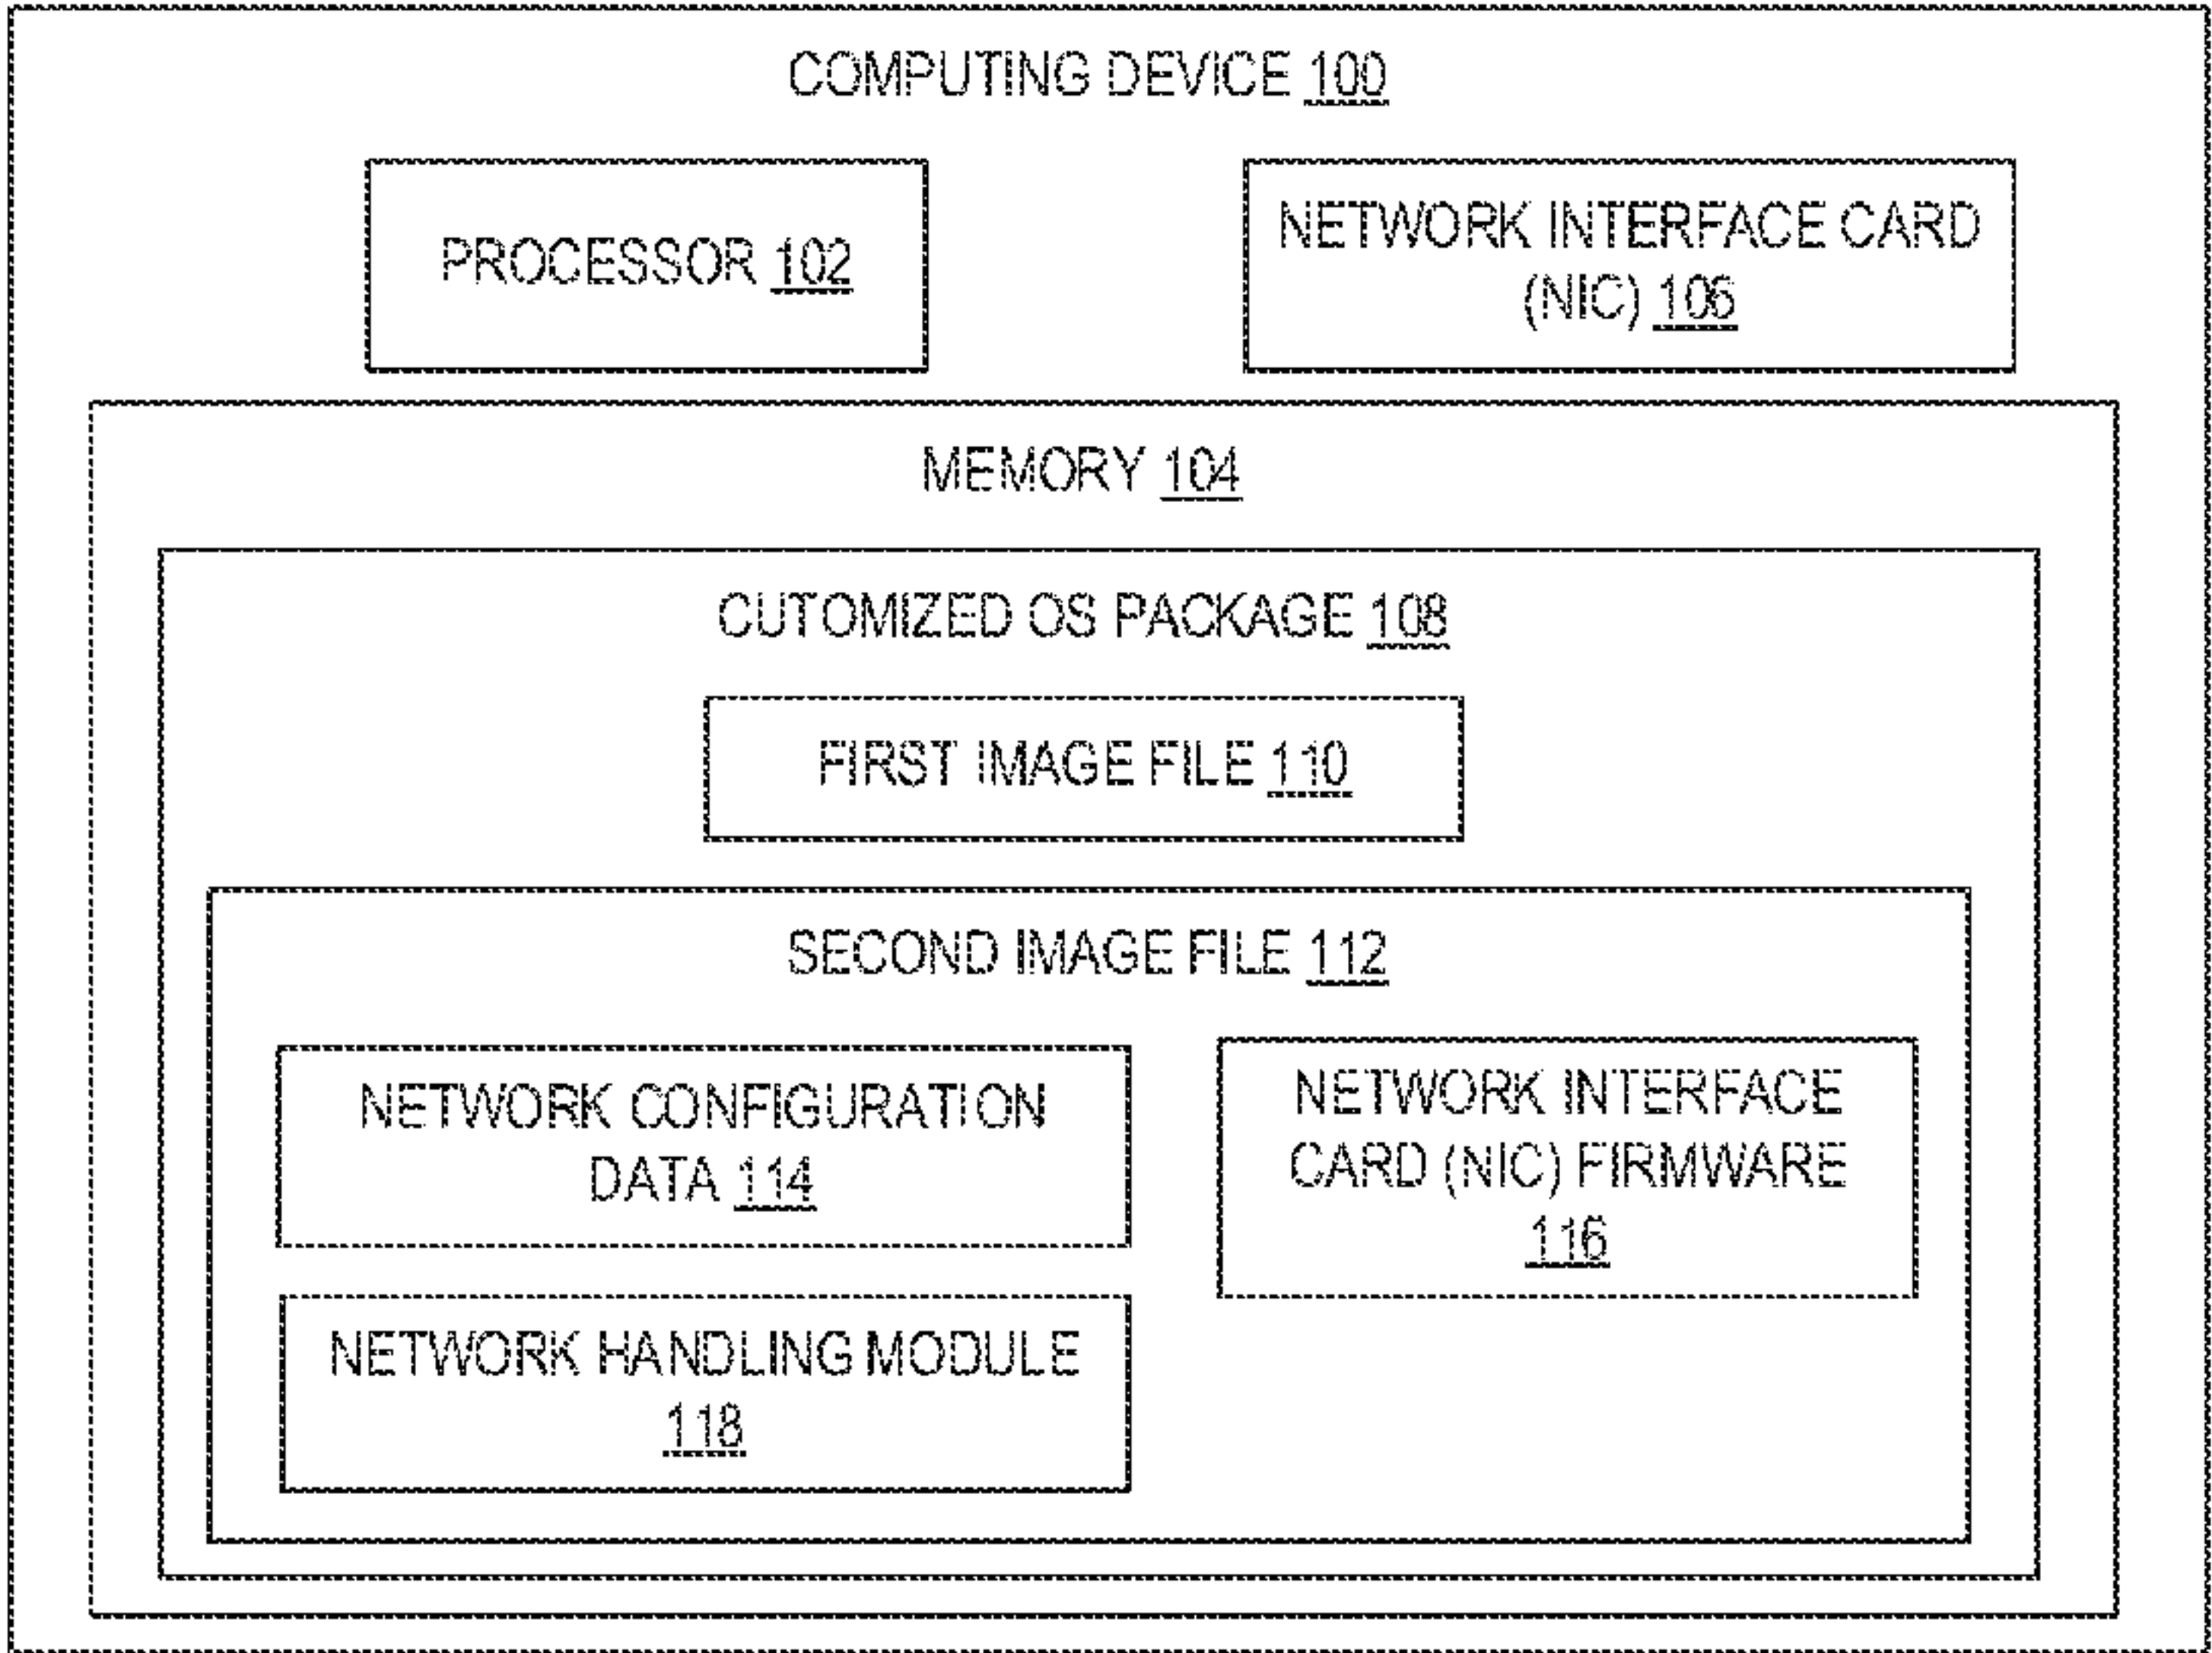 COMPUTING DEVICE 100
PROCESSOR 102
NETWORK INTERFACE CARD
(NIC) 106
MEMORY 104
CUTOMIZED OS PACKAGE 108
FIRST IMAGE FILE 110
SECOND IMAGE FILE 112
NETWORK CONFIGURATION
DATA 114
NETWORK INTERFACE
CARD (NIC) FIRMWARE
116
NETWORK HANDLING MODULE
118